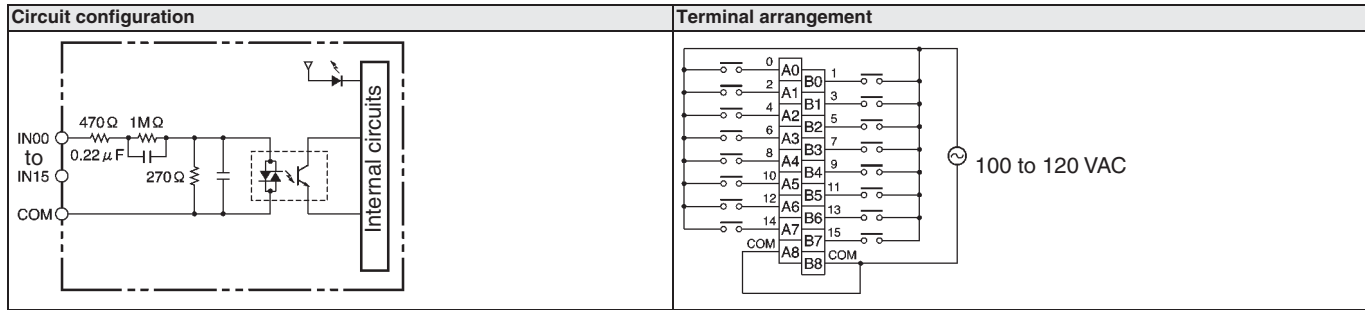 Circuit configuration
Terminal arrangement
470Ω 1MΩ
IN00
to
IN15
0.22μF
270Ω
COM
Internal circuits
0 A0
B0 1
2 A1
B1 3
4 A2
B2 5
6 A3
B3 7
8 A4
B4 9
10 A5
B5 11
12 A6
B6 13
14 A7
B7 15
COM A8
B8 COM
100 to 120 VAC